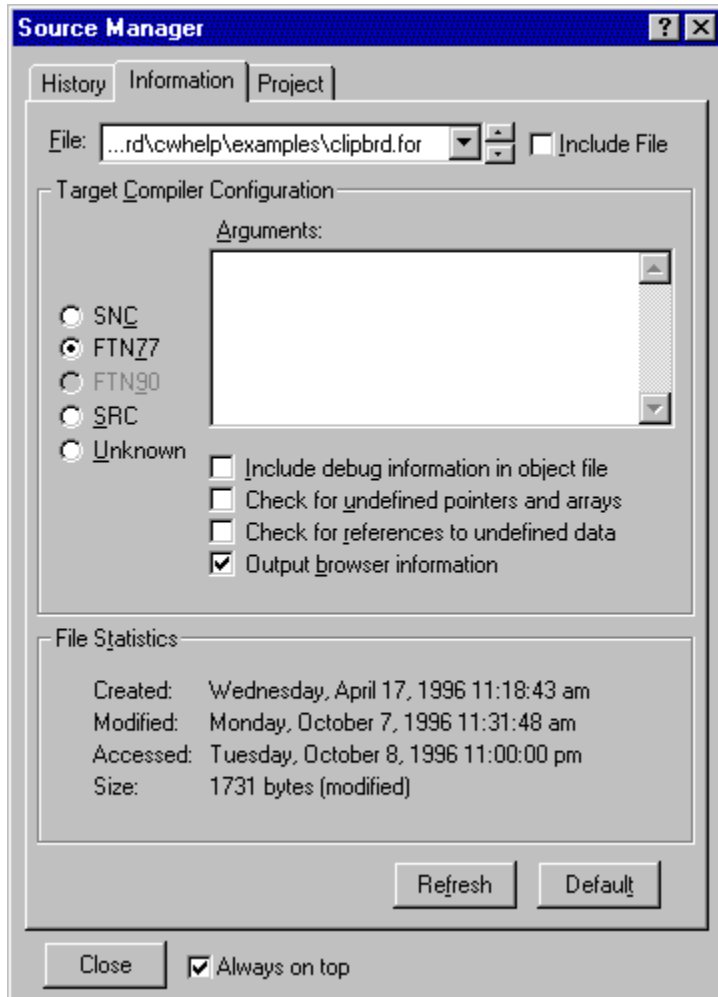 Source Manager
History Information Project
File: ...rd\cwhelp\examples\clipbrd.for Include File
Target Compiler Configuration
Arguments:
SNC
FTN77
FTN90
SRC
Unknown
Include debug information in object file
Check for undefined pointers and arrays
Check for references to undefined data
Output browser information
File Statistics
Created: Wednesday, April 17, 1996 11:18:43 am
Modified: Monday, October 7, 1996 11:31:48 am
Accessed: Tuesday, October 8, 1996 11:00:00 pm
Size: 1731 bytes (modified)
Refresh Default
Close Always on top